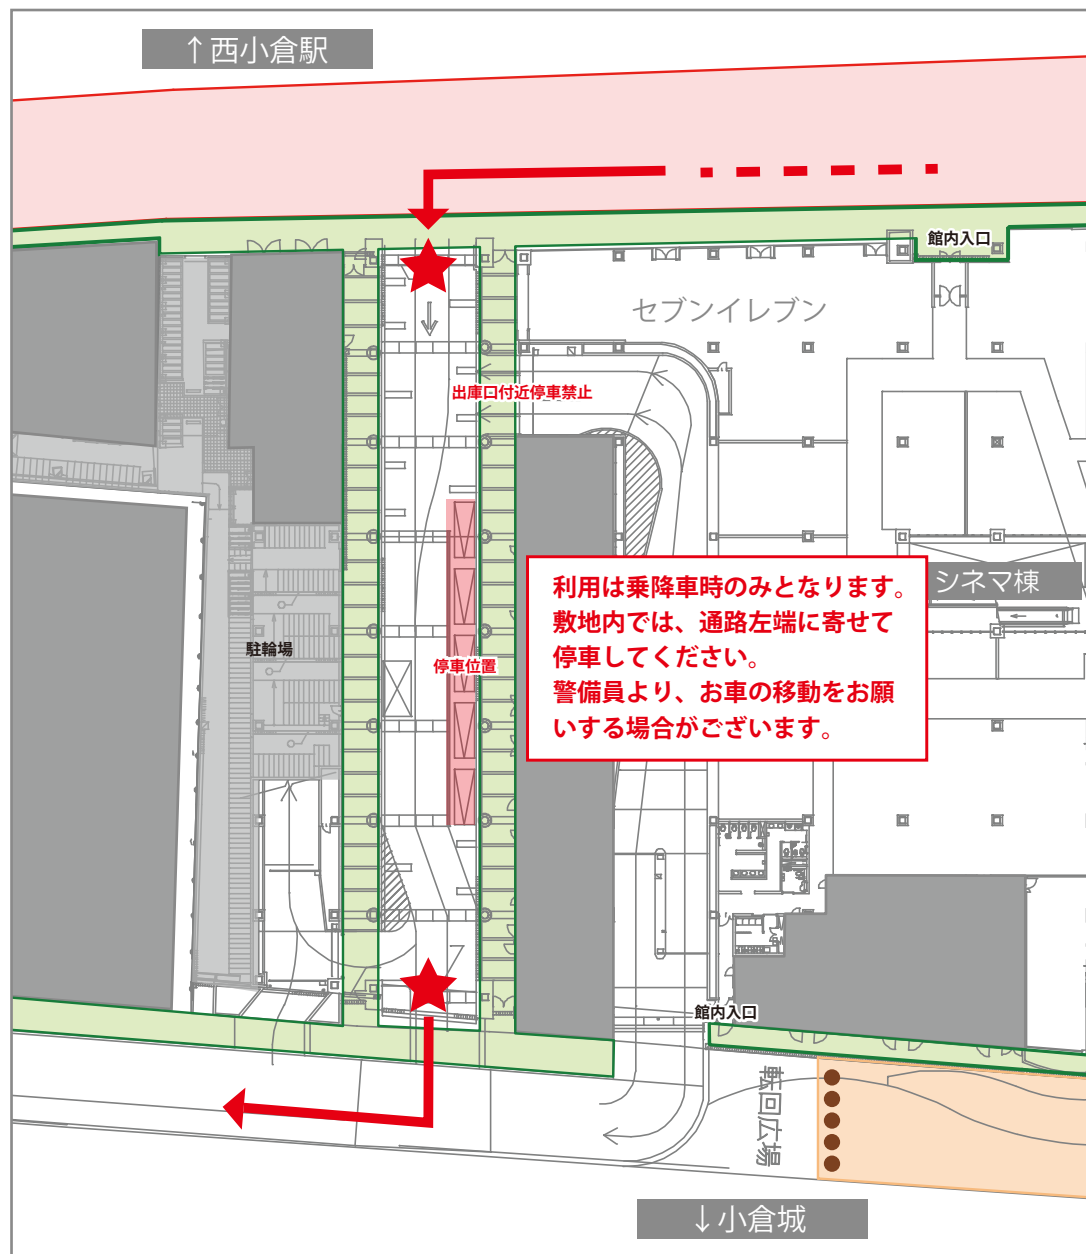 ↑西小倉駅
館内入口
セブンイレブン
出庫口付近停車禁止
利用は乗降車時のみとなります。
敷地内では、通路左端に寄せて
停車してください。
警備員より、お車の移動をお願
いする場合がございます。
シネマ棟
駐輪場
停車位置
館内入口
転回広場
↓小倉城